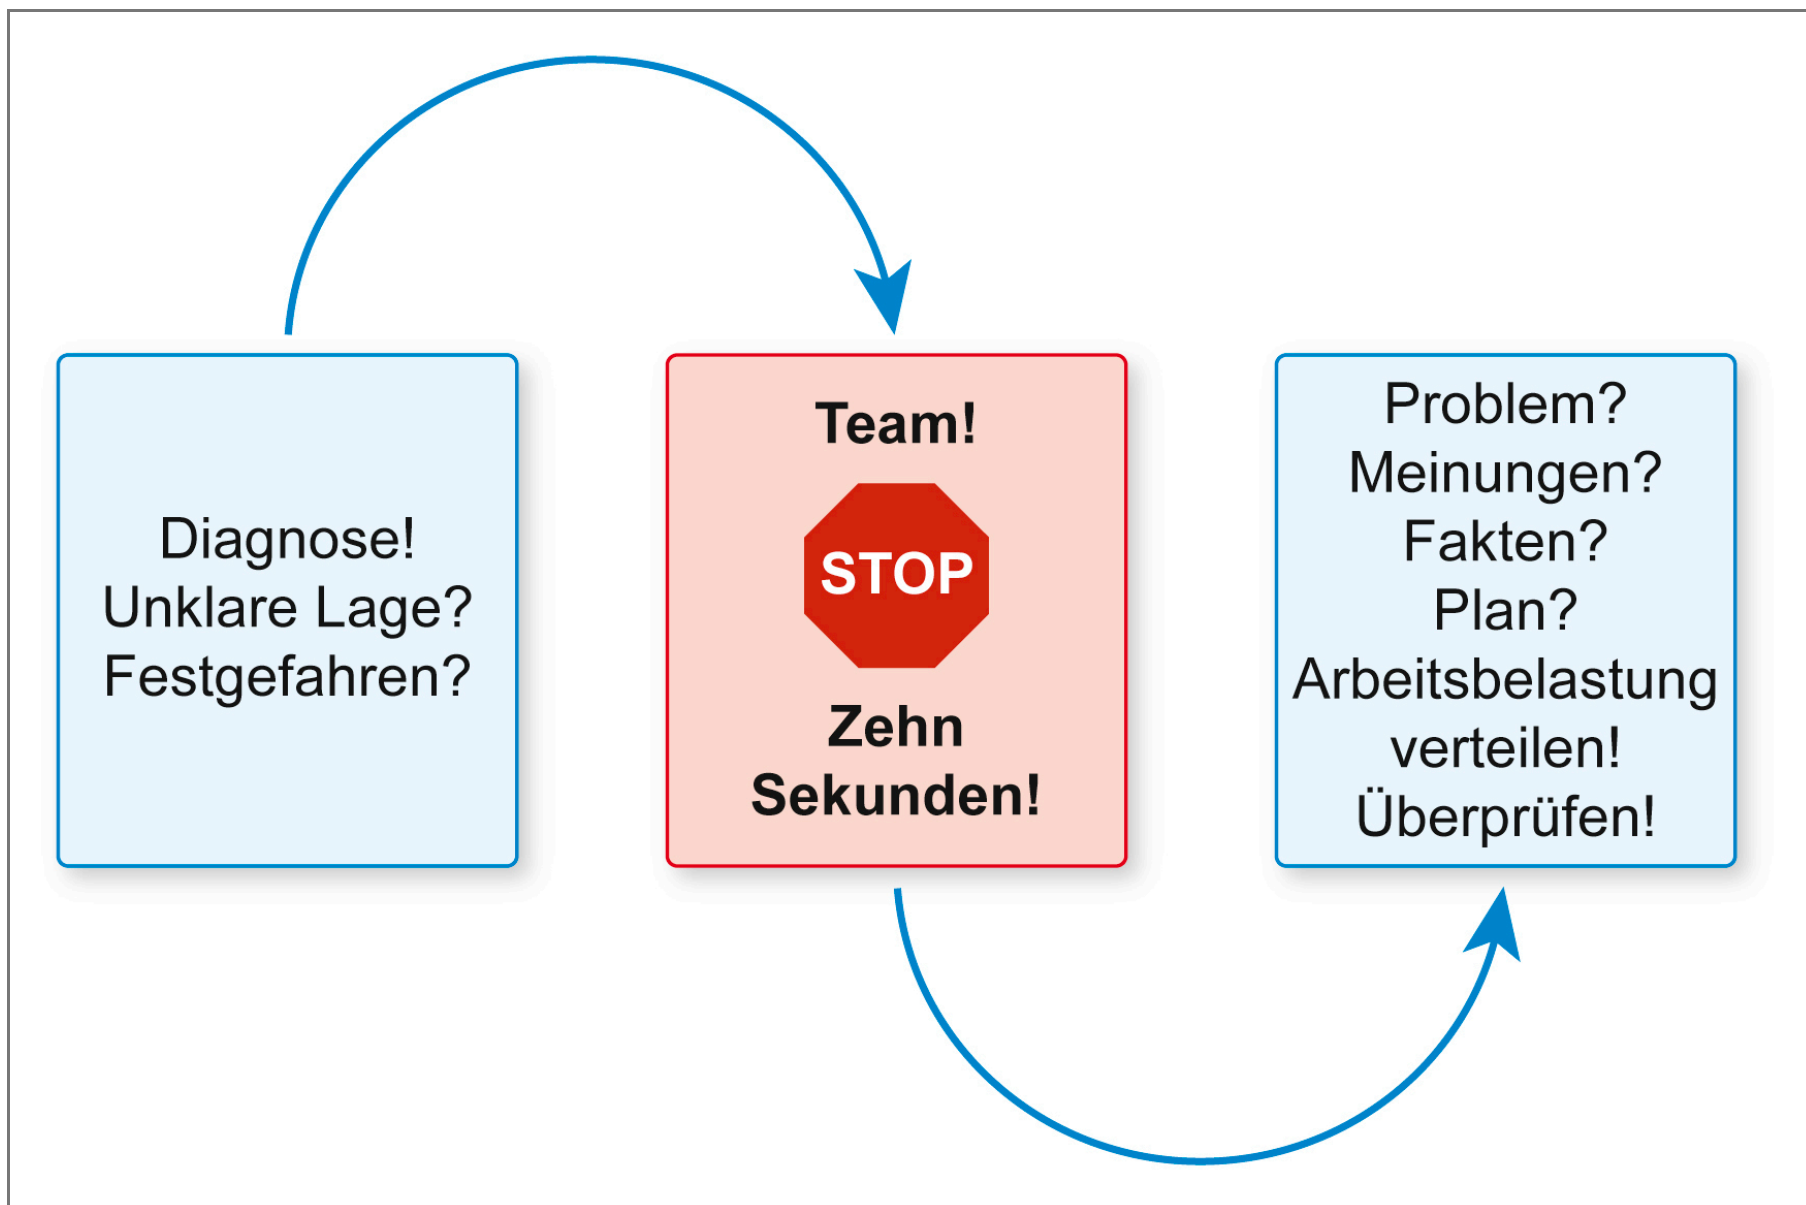 Diagnose!
Unklare Lage?
Festgefahren?
Team!
STOP
Zehn
Sekunden!
Problem?
Meinungen?
Fakten?
Plan?
Arbeitsbelastung
verteilen!
Überprüfen!